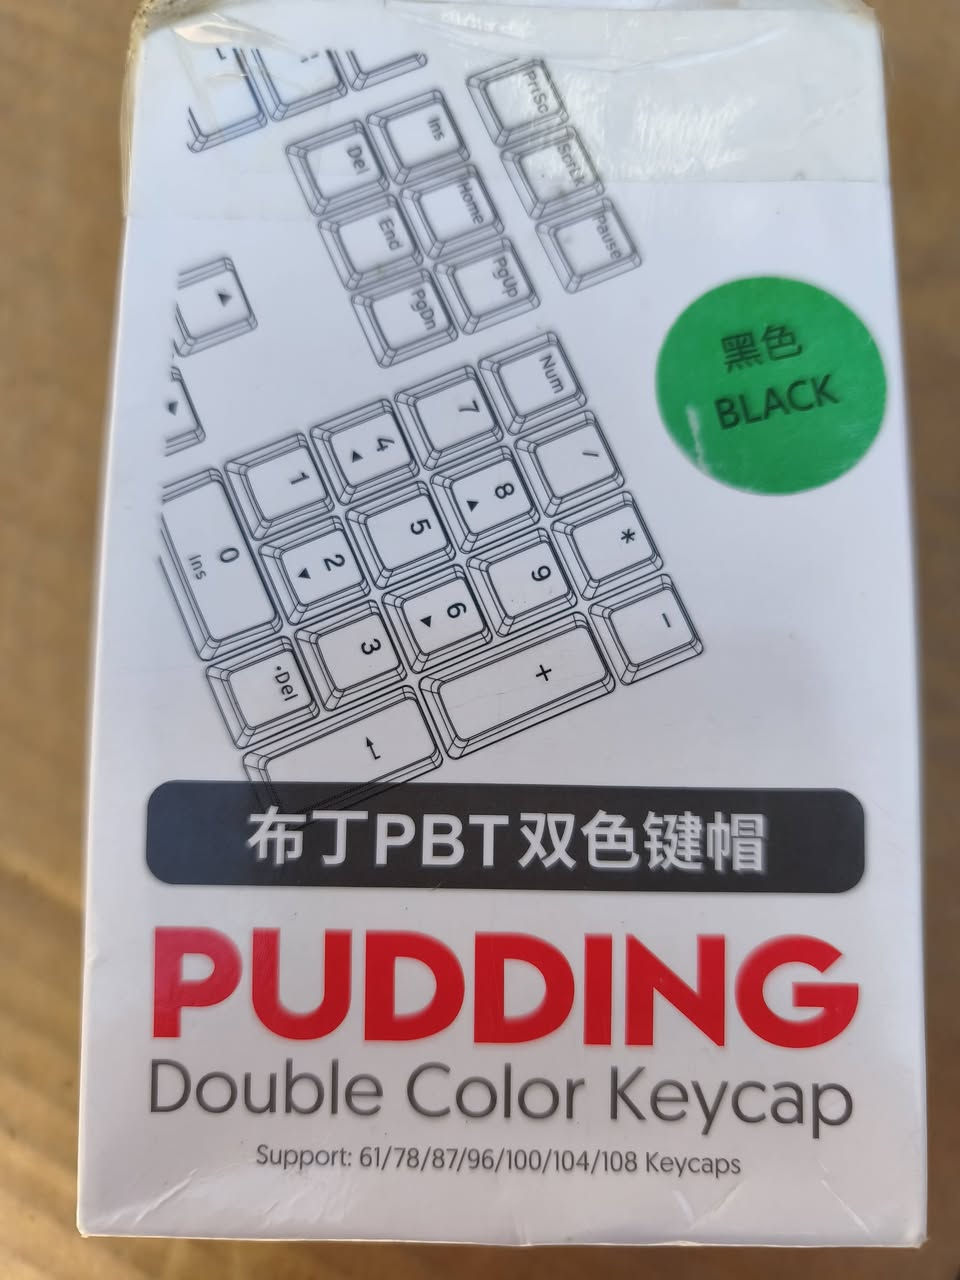 PrtSc
ScrLk
Pause
Ins
Home
PgUp
Del
End
PgDn
Num
/
*
-
7
8
9
+
4
5
6
1
2
3
0
Ins
.Del
黑色
BLACK
布丁PBT双色键帽
PUDDING
Double Color Keycap
Support: 61/78/87/96/100/104/108 Keycaps